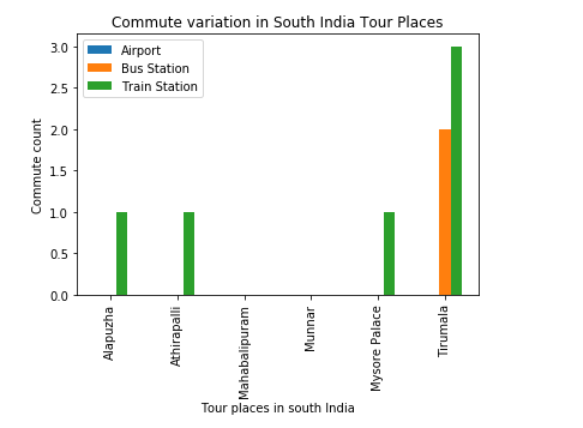 Commute variation in South India Tour Places
Airport
Bus Station
Train Station
3.0
2.5
2.0
1.5
1.0
0.5
0.0
Commute count
Alapuzha
Athirapalli
Mahabalipuram
Munnar
Mysore Palace
Tirumala
Tour places in south India